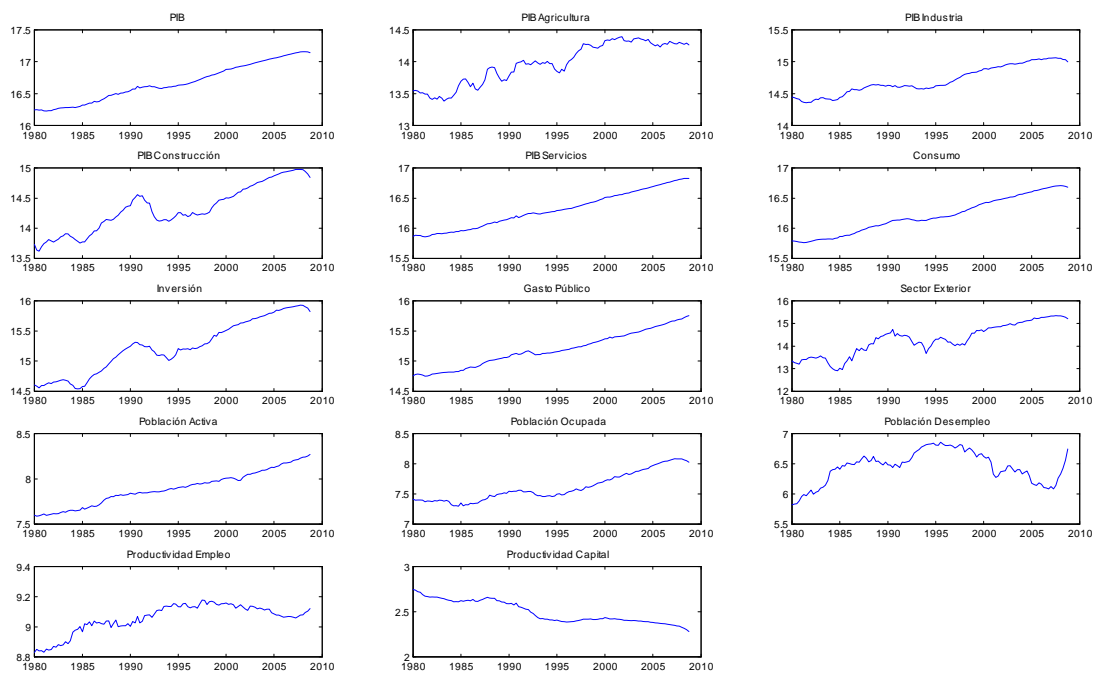 PIB
17.5
17
16.5
16
1980 1985 1990 1995 2000 2005 2010
PIB Agricultura
14.5
14
13.5
13
1980 1985 1990 1995 2000 2005 2010
PIB Industria
15.5
15
14.5
14
1980 1985 1990 1995 2000 2005 2010
PIB Construcción
15
14.5
14
13.5
1980 1985 1990 1995 2000 2005 2010
PIB Servicios
17
16.5
16
15.5
1980 1985 1990 1995 2000 2005 2010
Consumo
17
16.5
16
15.5
1980 1985 1990 1995 2000 2005 2010
Inversión
16
15.5
15
14.5
1980 1985 1990 1995 2000 2005 2010
Gasto Público
16
15.5
15
14.5
1980 1985 1990 1995 2000 2005 2010
Sector Exterior
16
15
14
13
12
1980 1985 1990 1995 2000 2005 2010
Población Activa
8.5
8
7.5
1980 1985 1990 1995 2000 2005 2010
Población Ocupada
8.5
8
7.5
7
1980 1985 1990 1995 2000 2005 2010
Población Desempleo
7
6.5
6
5.5
1980 1985 1990 1995 2000 2005 2010
Productividad Empleo
9.4
9.2
9
8.8
1980 1985 1990 1995 2000 2005 2010
Productividad Capital
3
2.5
2
1980 1985 1990 1995 2000 2005 2010